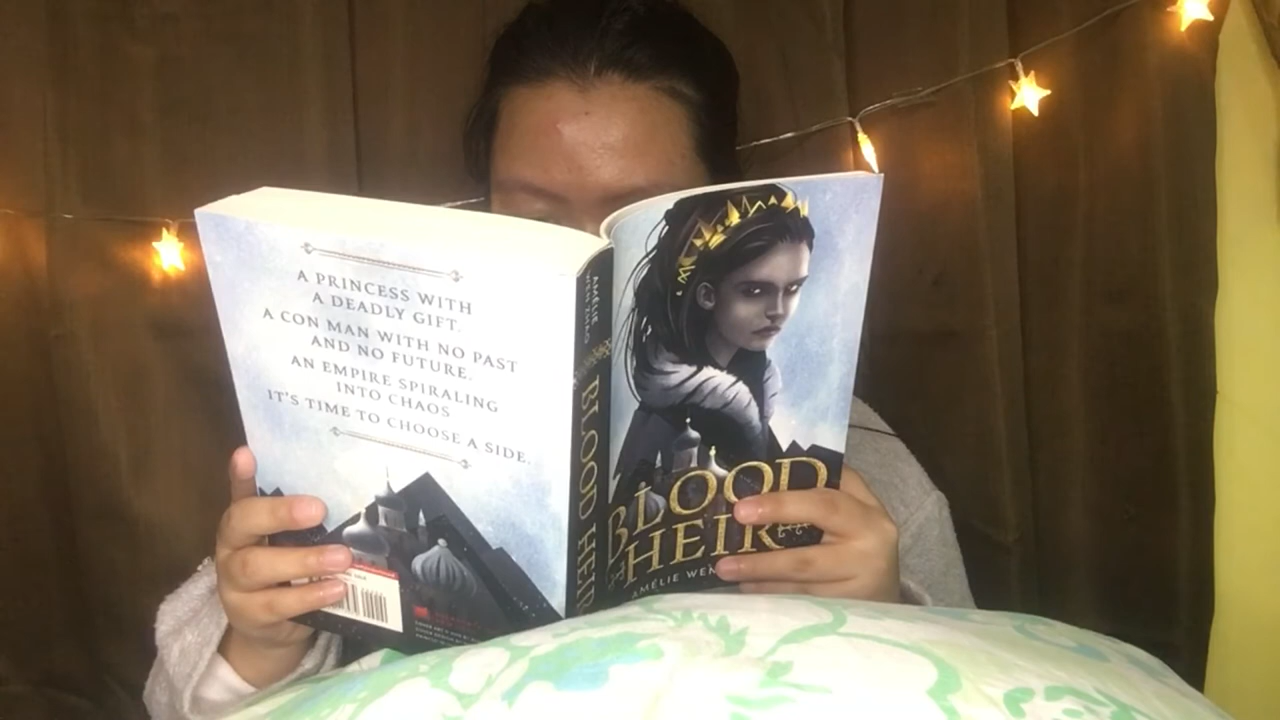 A PRINCESS WITH
A DEADLY GIFT.
A CON MAN WITH NO PAST
AND NO FUTURE.
AN EMPIRE SPIRALING
INTO CHAOS
IT'S TIME TO CHOOSE A SIDE.
AMÉLIE
WEN ZHAO
BLOOD HEIR
BLOOD
HEIR
AMÉLIE WEN